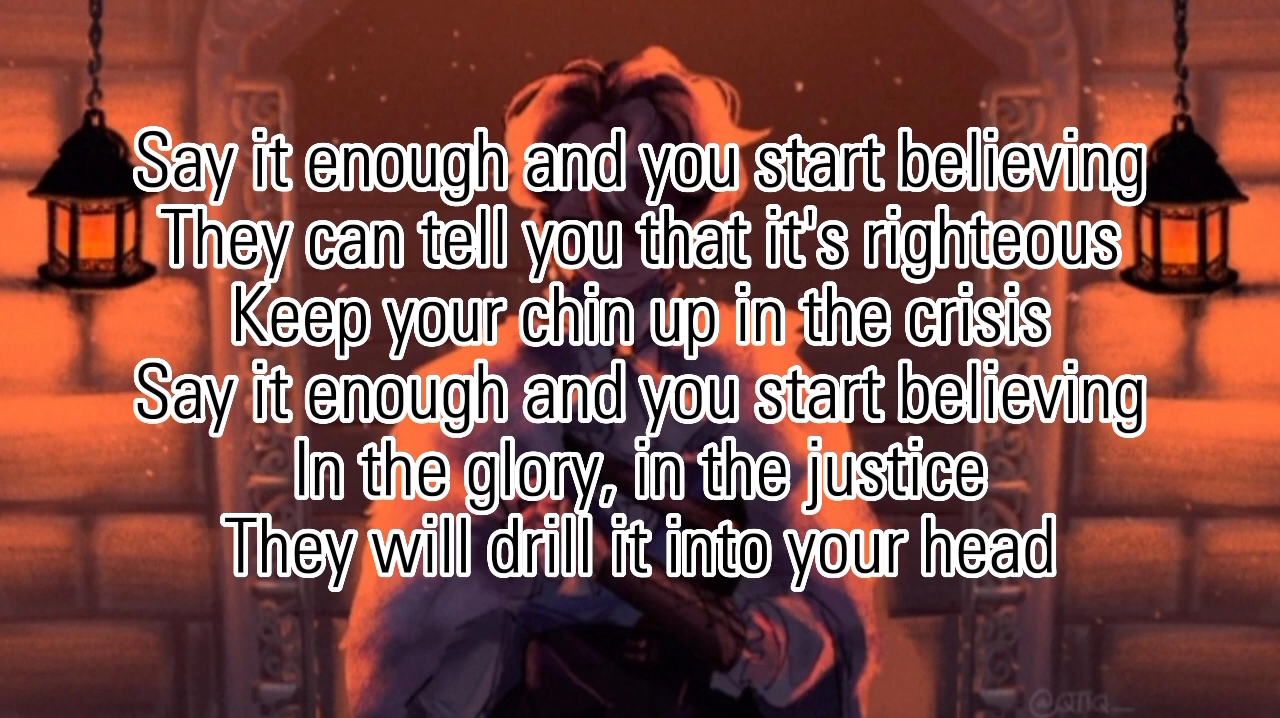 Say it enough and you start believing
They can tell you that it's righteous
Keep your chin up in the crisis
Say it enough and you start believing
In the glory, in the justice
They will drill it into your head